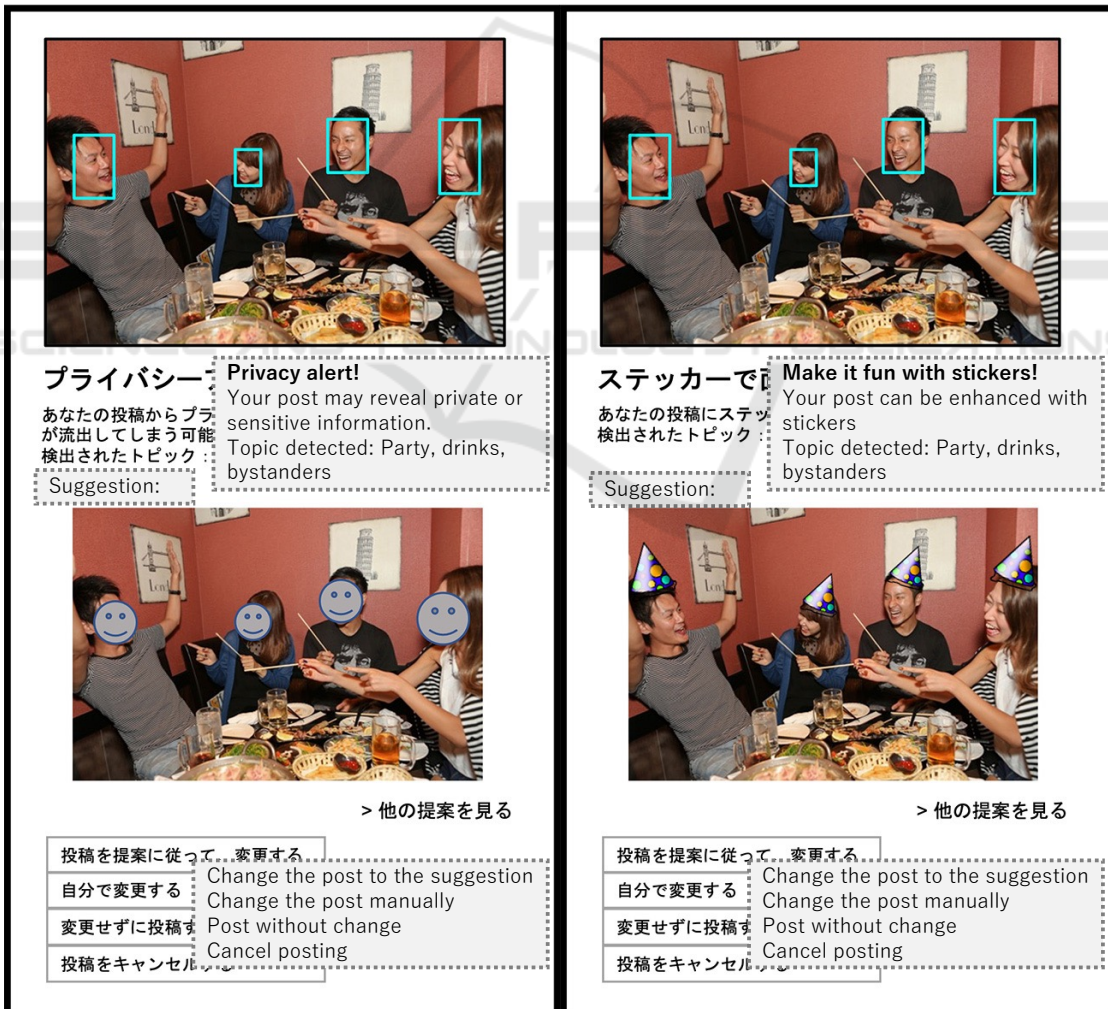 プライバシー
あなたの投稿からプラ
が流出してしまう可能
検出されたトピック：
Privacy alert!
Your post may reveal private or
sensitive information.
Topic detected: Party, drinks,
bystanders
Suggestion:
Lond
> 他の提案を見る
投稿を提案に従って、変更する
自分で変更する
変更せずに投稿す
投稿をキャンセル
Change the post to the suggestion
Change the post manually
Post without change
Cancel posting
ステッカーで
あなたの投稿にステッ
検出されたトピック：
Make it fun with stickers!
Your post can be enhanced with
stickers
Topic detected: Party, drinks,
bystanders
Suggestion:
Lond
> 他の提案を見る
投稿を提案に従って、変更する
自分で変更する
変更せずに投稿す
投稿をキャンセル
Change the post to the suggestion
Change the post manually
Post without change
Cancel posting